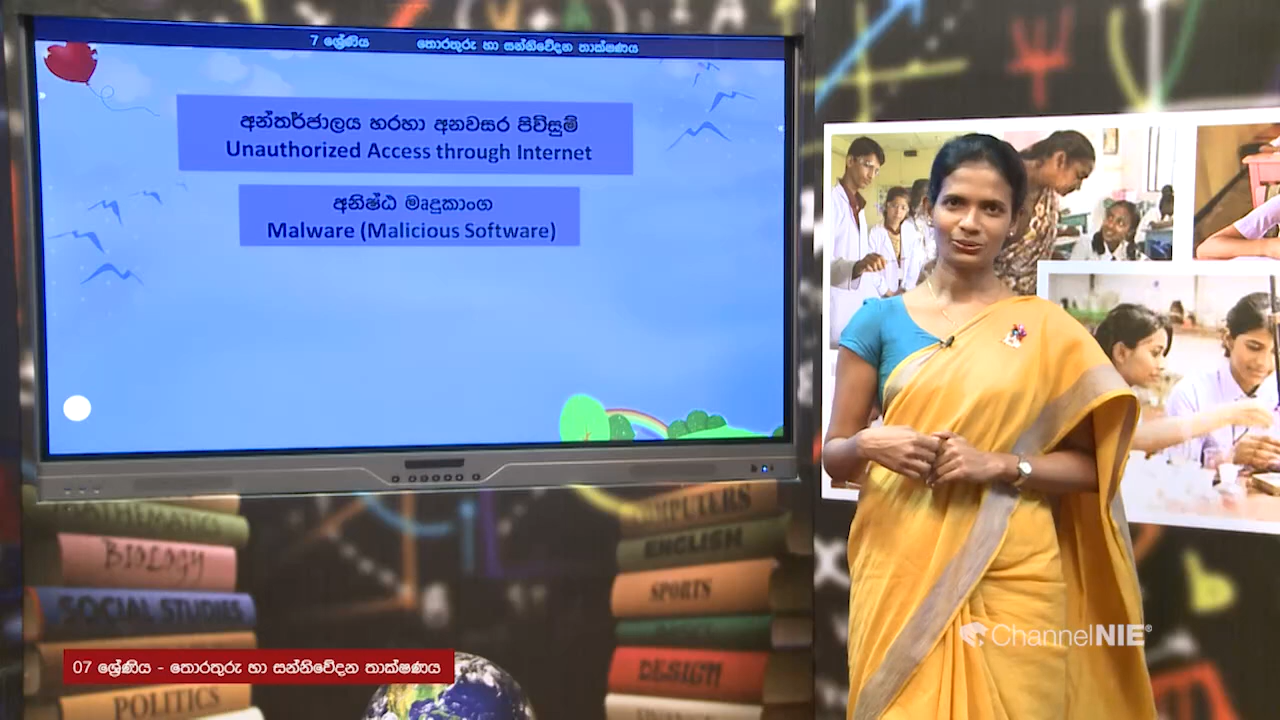 7 ශ්‍රේණිය තොරතුරු හා සන්නිවේදන තාක්ෂණය
අන්තර්ජාලය හරහා අනවසර පිවිසුම්
Unauthorized Access through Internet
අනිෂ්ඨ මෘදුකාංග
Malware (Malicious Software)
MATHEMATICS
BIOLOGY
SOCIAL STUDIES
POLITICS
COMPUTERS
ENGLISH
SPORTS
DESIGN
ChannelNIE®
07 ශ්‍රේණිය - තොරතුරු හා සන්නිවේදන තාක්ෂණය